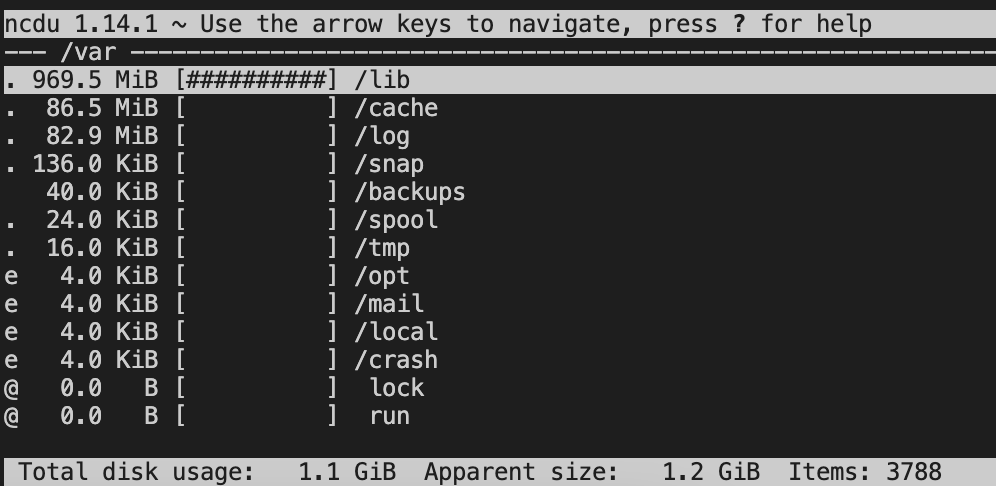 ncdu 1.14.1 ~ Use the arrow keys to navigate, press ? for help
--- /var --------------------------------------------------------------
. 969.5 MiB [##########] /lib
.  86.5 MiB [          ] /cache
.  82.9 MiB [          ] /log
. 136.0 KiB [          ] /snap
   40.0 KiB [          ] /backups
.  24.0 KiB [          ] /spool
.  16.0 KiB [          ] /tmp
e   4.0 KiB [          ] /opt
e   4.0 KiB [          ] /mail
e   4.0 KiB [          ] /local
e   4.0 KiB [          ] /crash
@   0.0   B [          ]  lock
@   0.0   B [          ]  run
Total disk usage:   1.1 GiB  Apparent size:   1.2 GiB  Items: 3788